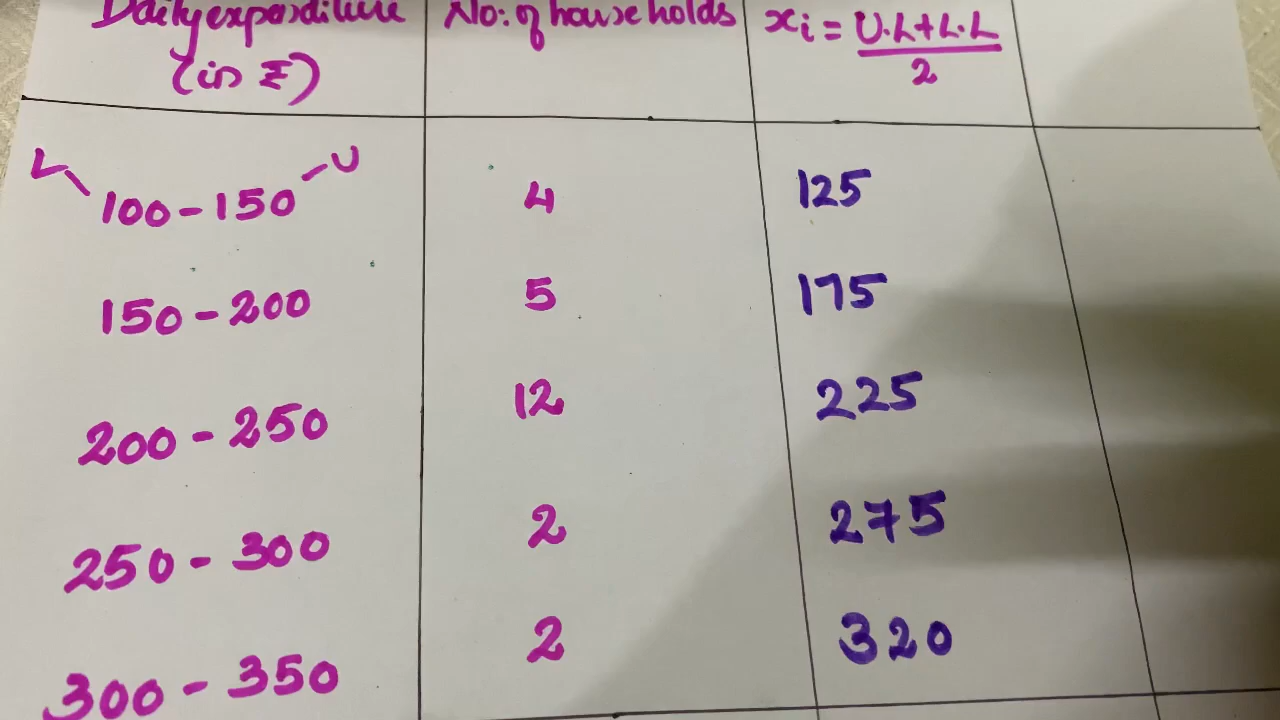 Daily expenditure No: of households xi = U.L+L.L
(in ₹) 2
L U
100 - 150 4 125
150 - 200 5 175
200 - 250 12 225
250 - 300 2 275
300 - 350 2 320